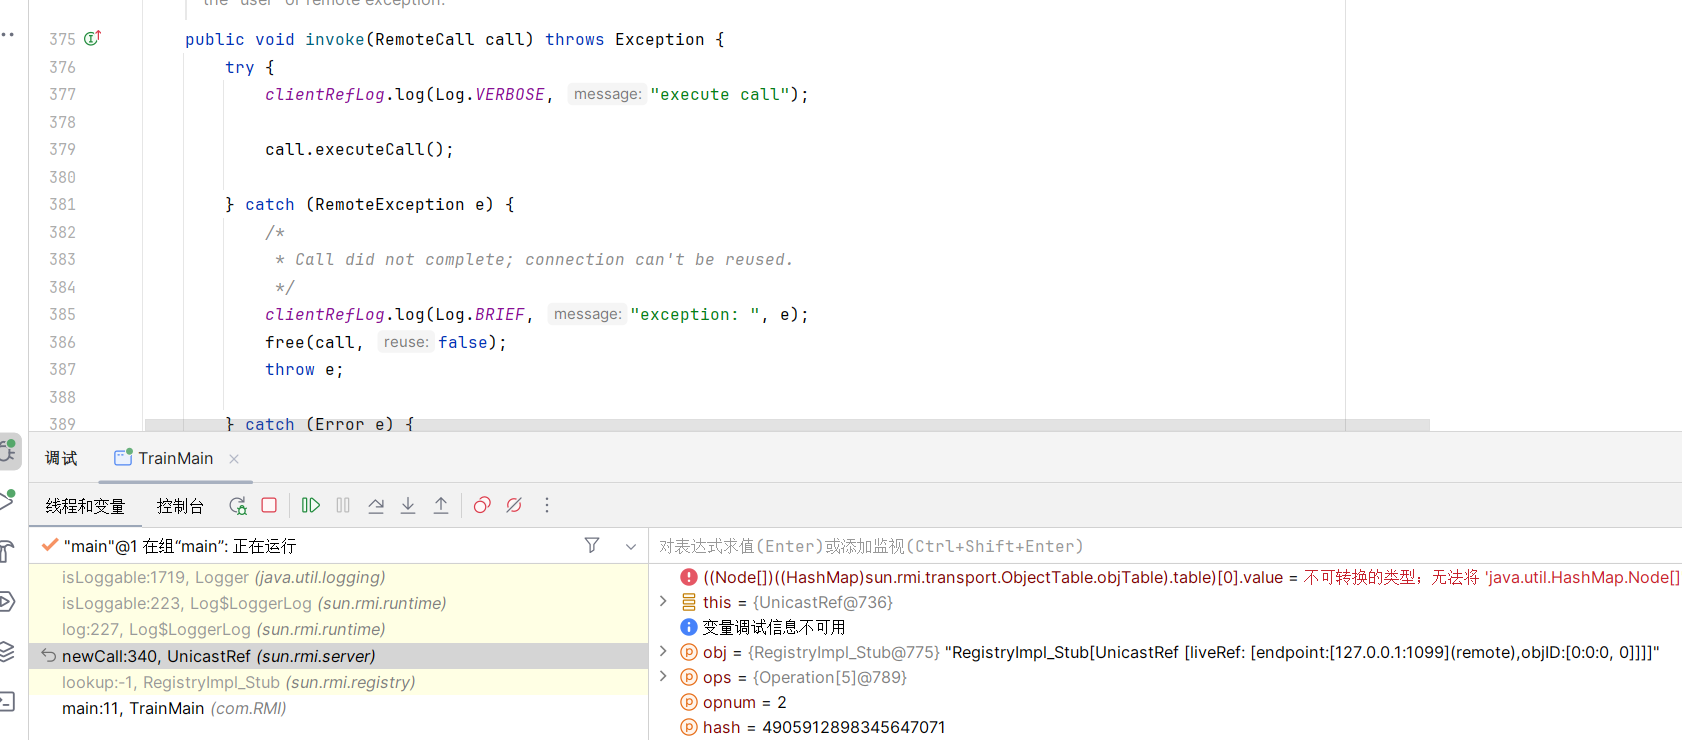 the "user" or remote exception.
375 public void invoke(RemoteCall call) throws Exception {
376 try {
377 clientRefLog.log(Log.VERBOSE, message: "execute call");
378
379 call.executeCall();
380
381 } catch (RemoteException e) {
382 /*
383 * Call did not complete; connection can't be reused.
384 */
385 clientRefLog.log(Log.BRIEF, message: "exception: ", e);
386 free(call, reuse: false);
387 throw e;
388
389 } catch (Error e) {
调试 TrainMain
线程和变量 控制台
"main"@1 在组"main": 正在运行
对表达式求值(Enter)或添加监视(Ctrl+Shift+Enter)
isLoggable:1719, Logger (java.util.logging)
isLoggable:223, Log$LoggerLog (sun.rmi.runtime)
log:227, Log$LoggerLog (sun.rmi.runtime)
newCall:340, UnicastRef (sun.rmi.server)
lookup:-1, RegistryImpl_Stub (sun.rmi.registry)
main:11, TrainMain (com.RMI)
((Node[])((HashMap)sun.rmi.transport.ObjectTable.objTable).table)[0].value = 不可转换的类型；无法将 'java.util.HashMap.Node[]
this = {UnicastRef@736}
变量调试信息不可用
obj = {RegistryImpl_Stub@775} "RegistryImpl_Stub[UnicastRef [liveRef: [endpoint:[127.0.0.1:1099](remote),objID:[0:0:0, 0]]]]"
ops = {Operation[5]@789}
opnum = 2
hash = 4905912898345647071